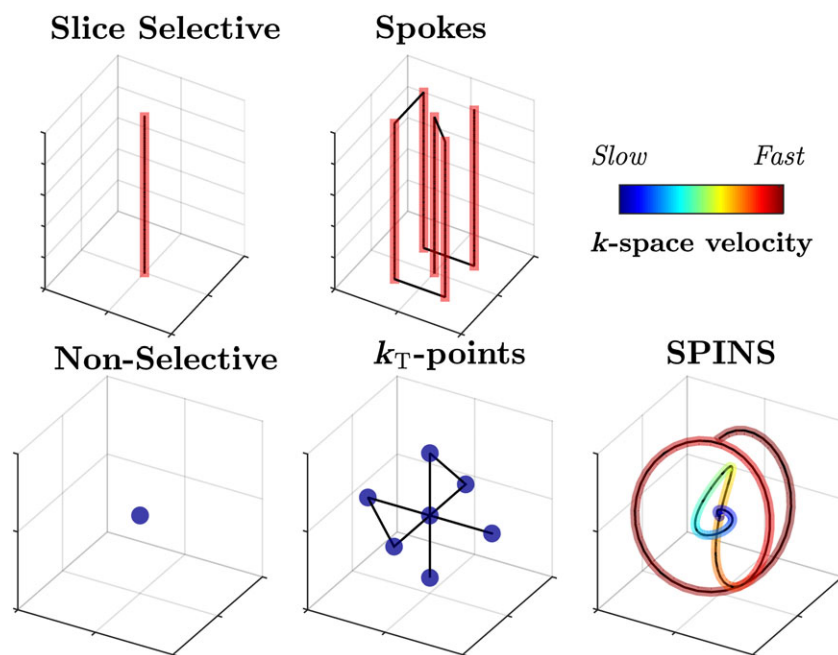 Slice Selective
Spokes
Slow Fast
k-space velocity
Non-Selective
kT-points
SPINS